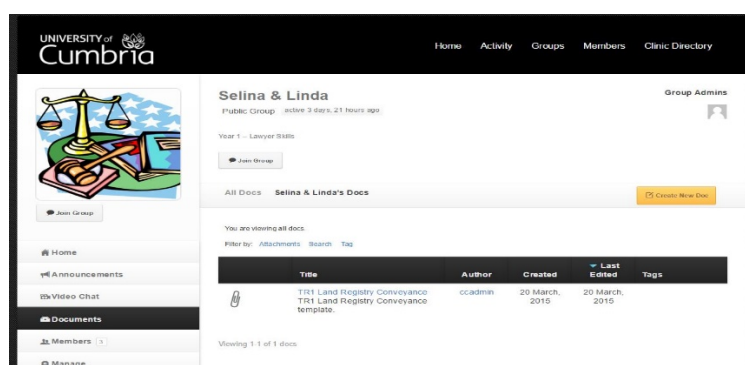 UNIVERSITY of
Cumbria
Home Activity Groups Members Clinic Directory
Selina & Linda
Public Group active 3 days, 21 hours ago
Year 1 – Lawyer Skills
Join Group
Group Admins
All Docs Selina & Linda's Docs
Create New Doc
Join Group
You are viewing all docs.
Filter by: Attachments Search Tag
Home
Announcements
Video Chat
Documents
Members 3
Manage
Title Author Created Last Edited Tags
TR1 Land Registry Conveyance ccadmin 20 March, 2015 20 March, 2015
TR1 Land Registry Conveyance
template.
Viewing 1-1 of 1 docs